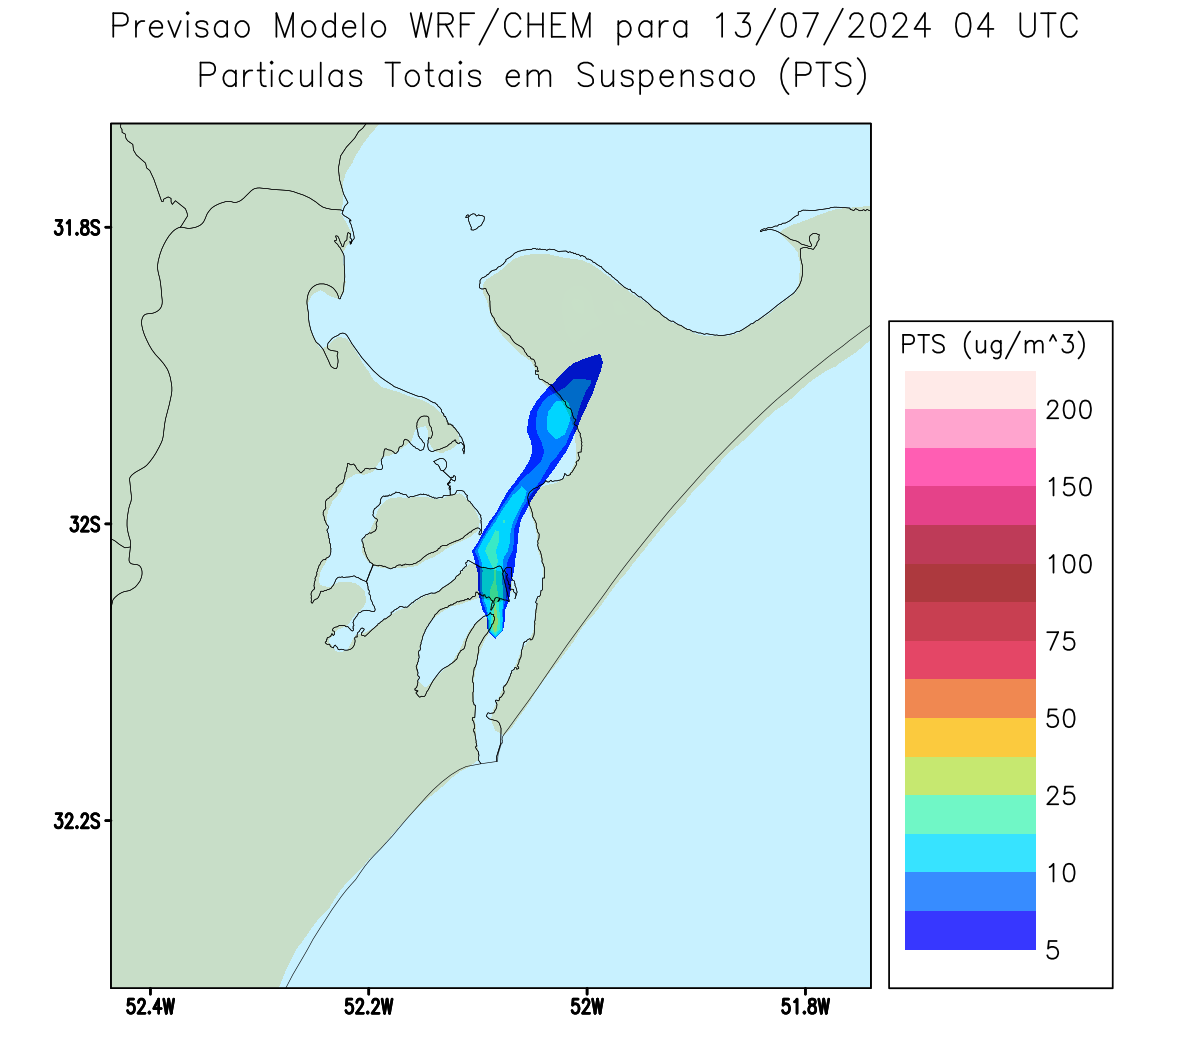 Previsao Modelo WRF/CHEM para 13/07/2024 04 UTC
Particulas Totais em Suspensao (PTS)
31.8S
32S
32.2S
52.4W
52.2W
52W
51.8W
PTS (ug/m^3)
200
150
100
75
50
25
10
5